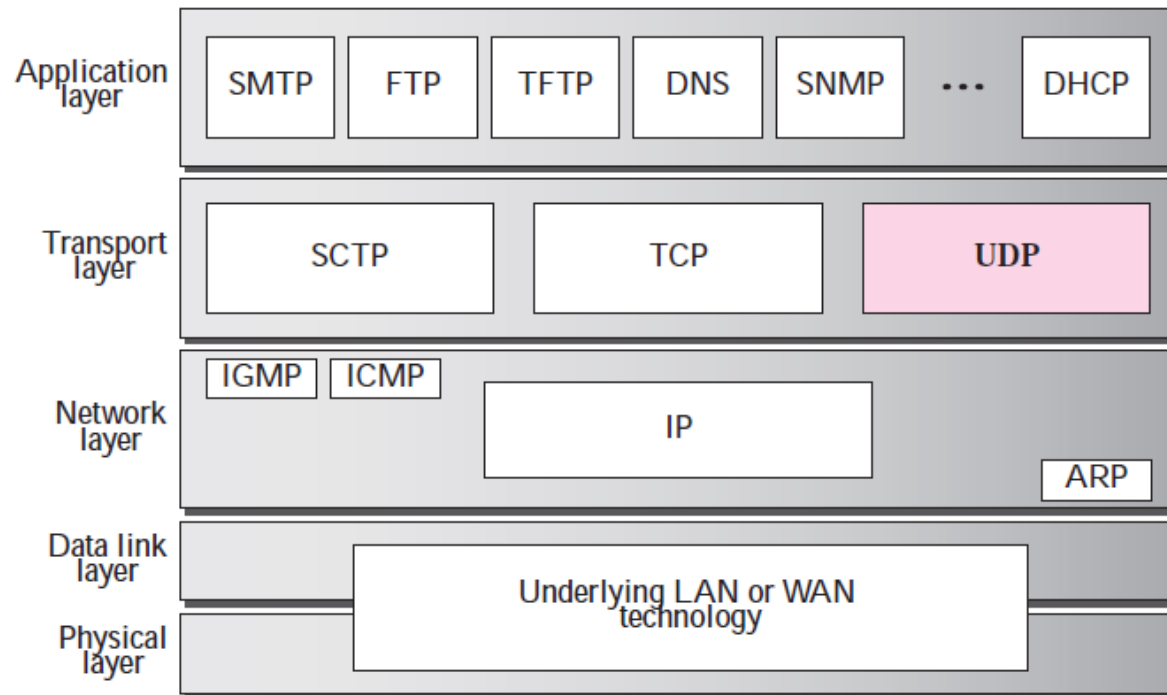 Application
layer
SMTP
FTP
TFTP
DNS
SNMP
...
DHCP
Transport
layer
SCTP
TCP
UDP
Network
layer
IGMP
ICMP
IP
ARP
Data link
layer
Underlying LAN or WAN
technology
Physical
layer